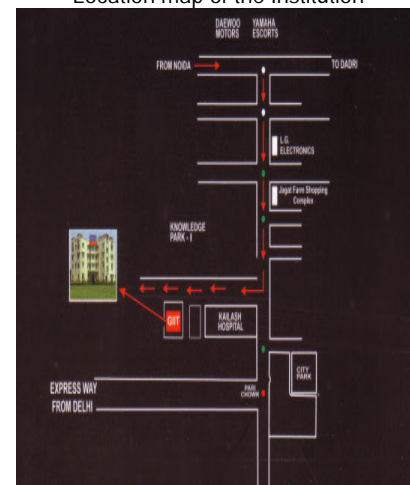 Location map of the Institution
DAEWOO YAMAHA
MOTORS ESCORTS
FROM NOIDA
TO DADRI
L.G.
ELECTRONICS
Jagat Farm Shopping
Complex
KNOWLEDGE
PARK - I
GIIT
KAILASH
HOSPITAL
CITY
PARK
EXPRESS WAY
FROM DELHI
PARI
CHOWK